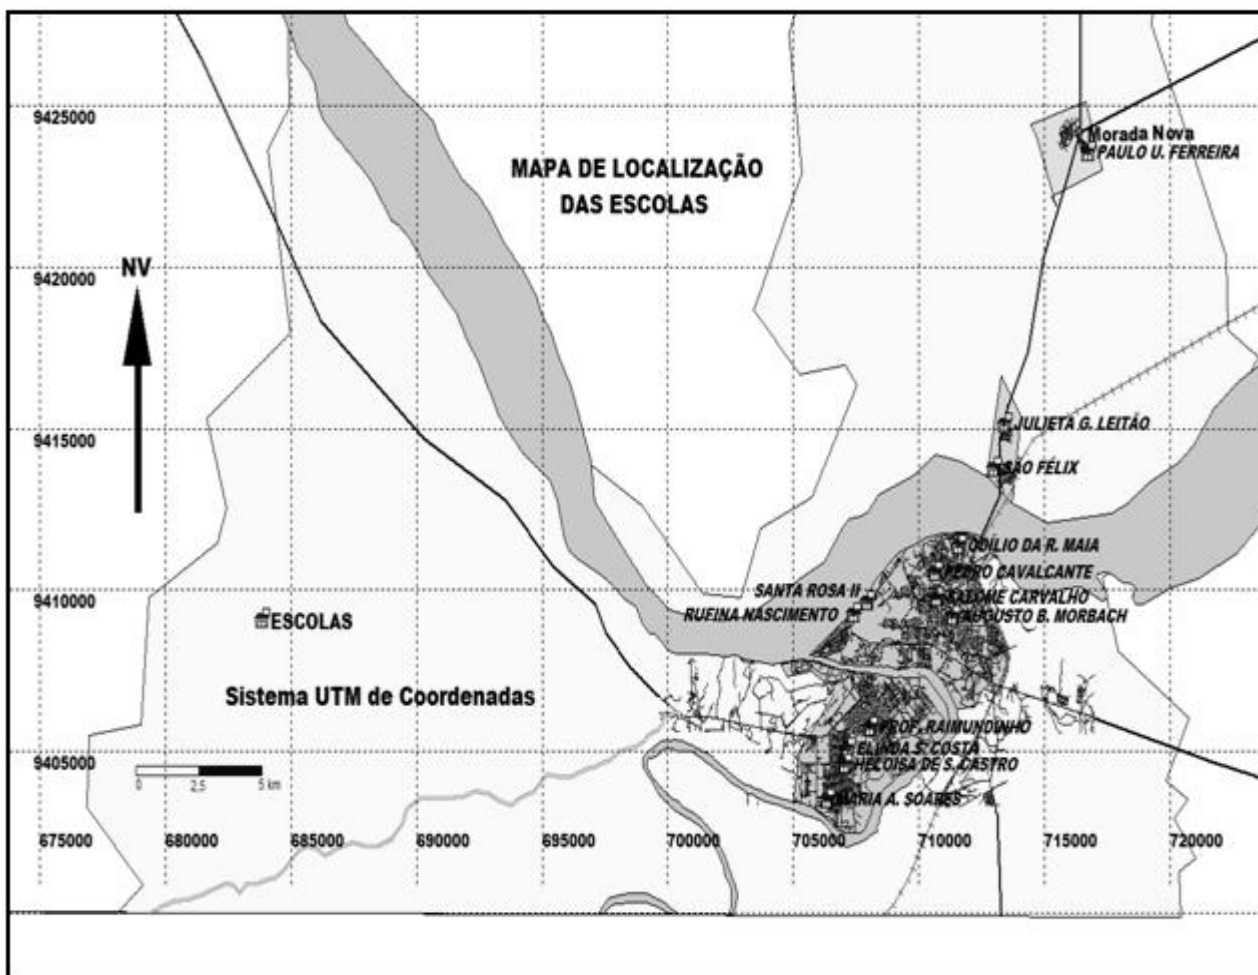 9425000
Morada Nova
PAULO U. FERREIRA
MAPA DE LOCALIZAÇÃO
DAS ESCOLAS
NV
9420000
JULIETA G. LEITÃO
9415000
SÃO FÉLIX
ODÍLIO DA R. MAIA
PEDRO CAVALCANTE
9410000
SANTA ROSA II
SALOMÉ CARVALHO
RUFINA NASCIMENTO
AUGUSTO B. MORBACH
ESCOLAS
Sistema UTM de Coordenadas
PROF. RAIMUNDINHO
ELINDA S. COSTA
9405000
HELOISA DE S. CASTRO
0 2,5 5 km
MARIA A. SOARES
675000 680000 685000 690000 695000 700000 705000 710000 715000 720000